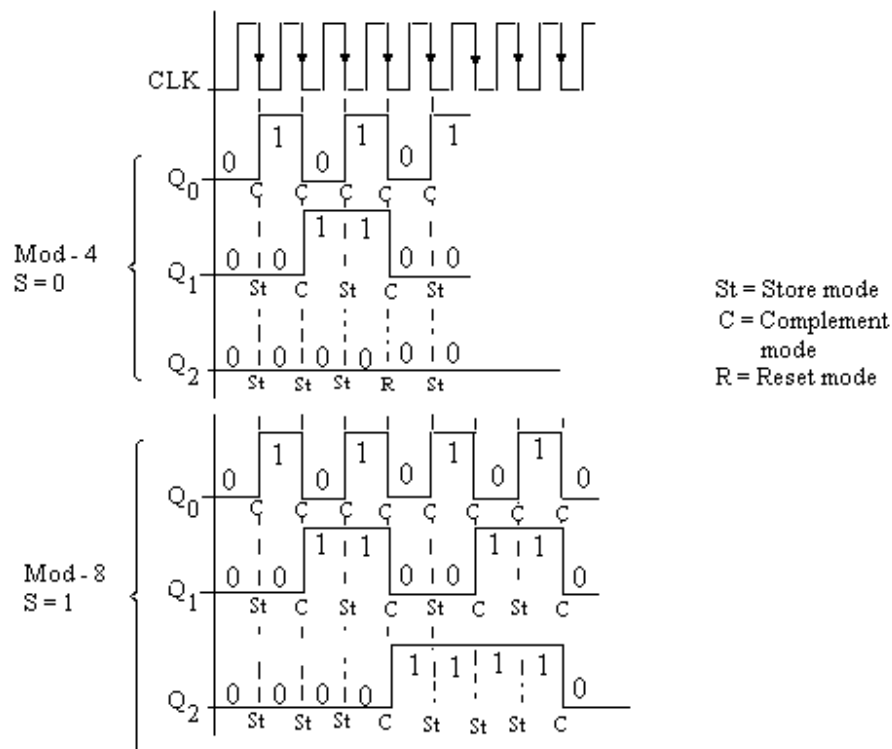 CLK
0 1 0 1 0 1
Q0
C C C C C
Mod - 4
S = 0
0 0 1 1 0 0
Q1
St C St C St
0 0 0 0 0 0
Q2
St St St R St
St = Store mode
C = Complement
mode
R = Reset mode
0 1 0 1 0 1 0 1 0
Q0
C C C C C C C C
Mod - 8
S = 1
0 0 1 1 0 0 1 1 0
Q1
St C St C St C St C
0 0 0 0 1 1 1 1 0
Q2
St St St C St St St C